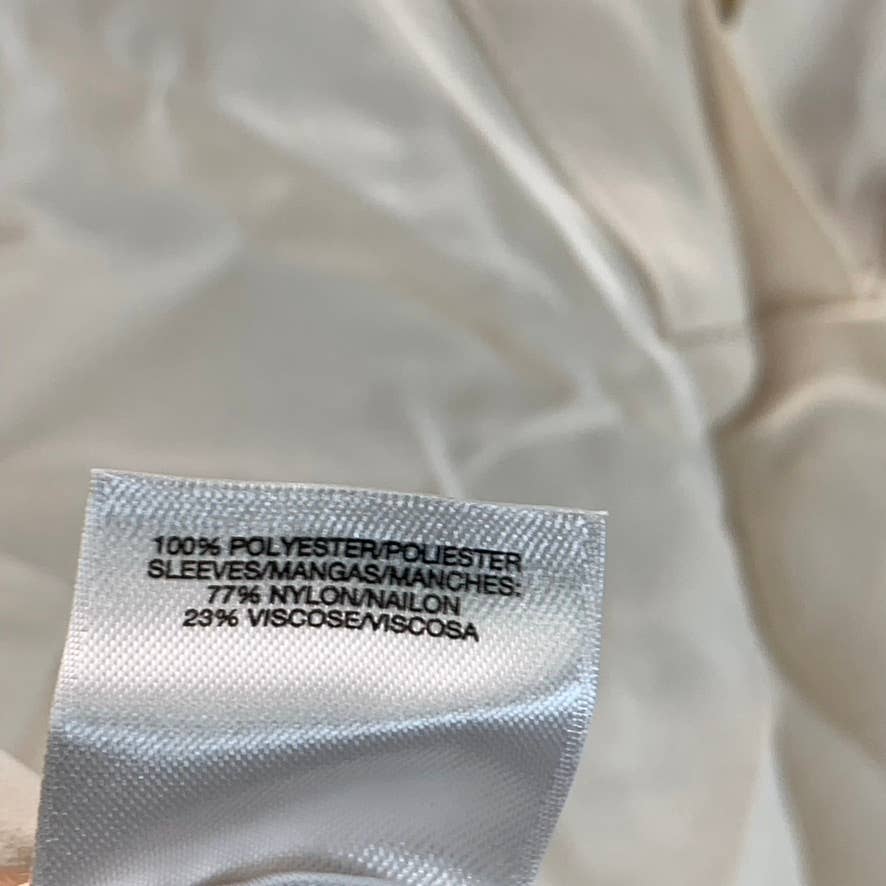 100% POLYESTER/POLIESTER
SLEEVES/MANGAS/MANCHES:
77% NYLON/NAILON
23% VISCOSE/VISCOSA